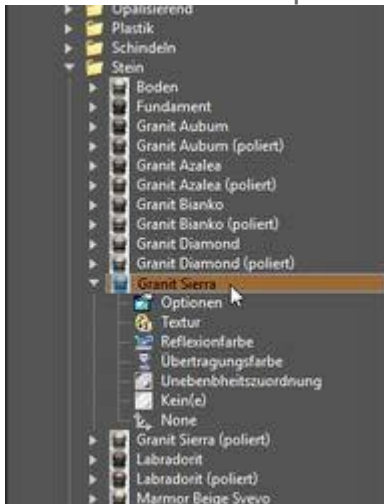 Opalisierend
Plastik
Schindeln
Stein
Boden
Fundament
Granit Auburn
Granit Auburn (poliert)
Granit Azalea
Granit Azalea (poliert)
Granit Bianko
Granit Bianko (poliert)
Granit Diamond
Granit Diamond (poliert)
Granit Sierra
Optionen
Textur
Reflexionfarbe
Übertragungsfarbe
Unebenbheitszuordnung
Kein(e)
None
Granit Sierra (poliert)
Labradorit
Labradorit (poliert)
Marmor Beige Svevo